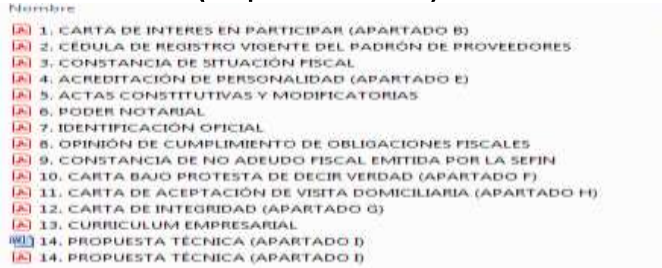 Nombre
1. CARTA DE INTERES EN PARTICIPAR (APARTADO B)
2. CÉDULA DE REGISTRO VIGENTE DEL PADRÓN DE PROVEEDORES
3. CONSTANCIA DE SITUACIÓN FISCAL
4. ACREDITACIÓN DE PERSONALIDAD (APARTADO E)
5. ACTAS CONSTITUTIVAS Y MODIFICATORIAS
6. PODER NOTARIAL
7. IDENTIFICACIÓN OFICIAL
8. OPINIÓN DE CUMPLIMIENTO DE OBLIGACIONES FISCALES
9. CONSTANCIA DE NO ADEUDO FISCAL EMITIDA POR LA SEFIN
10. CARTA BAJO PROTESTA DE DECIR VERDAD (APARTADO F)
11. CARTA DE ACEPTACIÓN DE VISITA DOMICILIARIA (APARTADO H)
12. CARTA DE INTEGRIDAD (APARTADO G)
13. CURRICULUM EMPRESARIAL
14. PROPUESTA TÉCNICA (APARTADO I)
14. PROPUESTA TÉCNICA (APARTADO I)